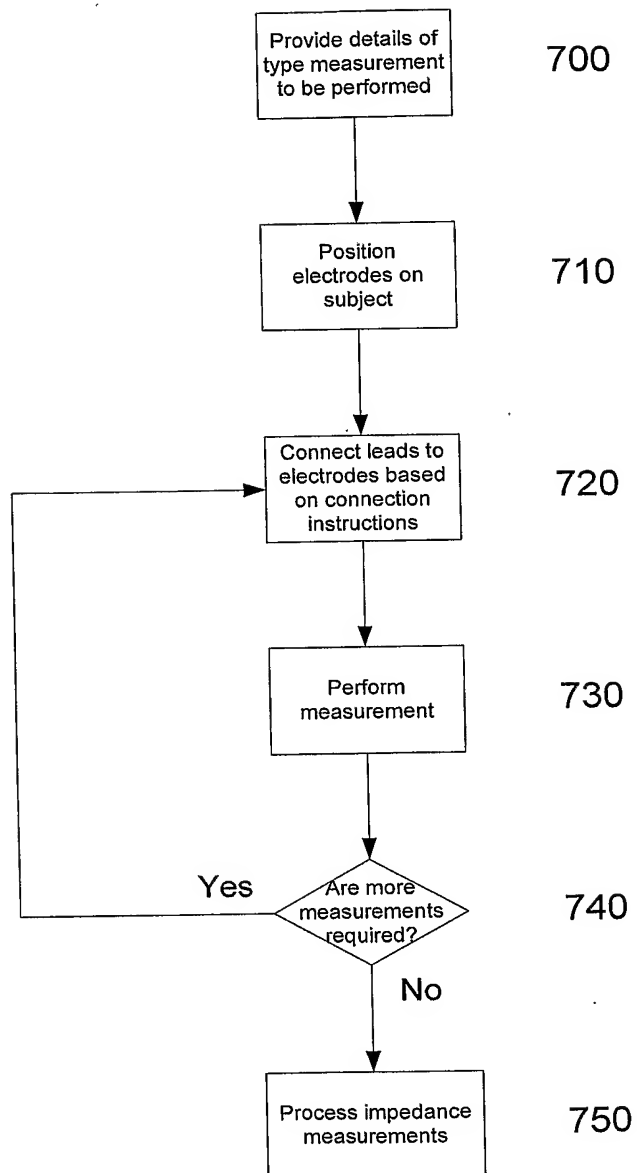 Provide details of
type measurement
to be performed
700
Position
electrodes on
subject
710
Connect leads to
electrodes based
on connection
instructions
720
Perform
measurement
730
Are more
measurements
required?
740
Yes
No
Process impedance
measurements
750